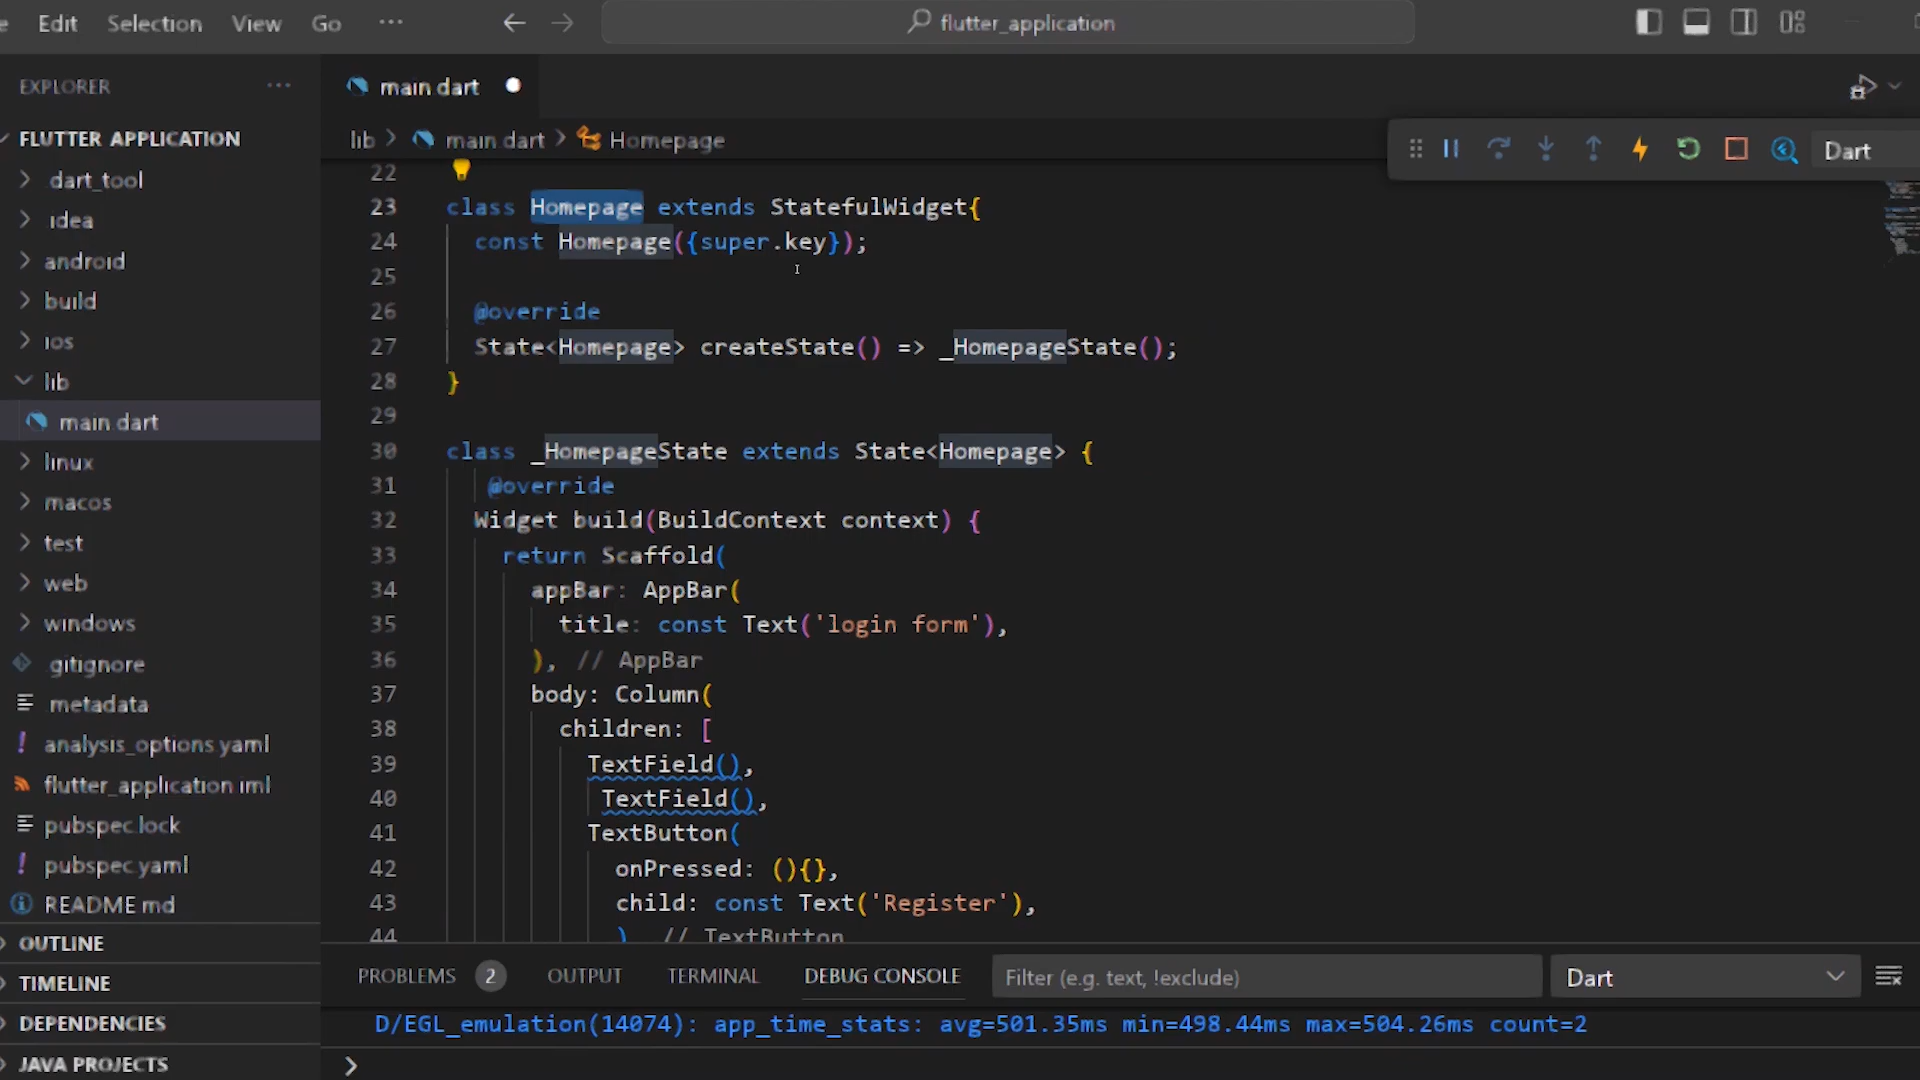 Edit Selection View Go ···
flutter_application
EXPLORER ···
main.dart
FLUTTER APPLICATION
lib > main.dart > Homepage
Dart
.dart_tool
.idea
android
build
ios
lib
main.dart
linux
macos
test
web
windows
.gitignore
.metadata
analysis_options.yaml
flutter_application.iml
pubspec.lock
pubspec.yaml
README.md
OUTLINE
TIMELINE
DEPENDENCIES
JAVA PROJECTS
22
23 class Homepage extends StatefulWidget{
24 const Homepage({super.key});
25
26 @override
27 State<Homepage> createState() => _HomepageState();
28 }
29
30 class _HomepageState extends State<Homepage> {
31 @override
32 Widget build(BuildContext context) {
33 return Scaffold(
34 appBar: AppBar(
35 title: const Text('login form'),
36 ), // AppBar
37 body: Column(
38 children: [
39 TextField(),
40 TextField(),
41 TextButton(
42 onPressed: (){},
43 child: const Text('Register'),
44 ) // TextButton
PROBLEMS 2 OUTPUT TERMINAL DEBUG CONSOLE Filter (e.g. text, !exclude) Dart
D/EGL_emulation(14074): app_time_stats: avg=501.35ms min=498.44ms max=504.26ms count=2
>